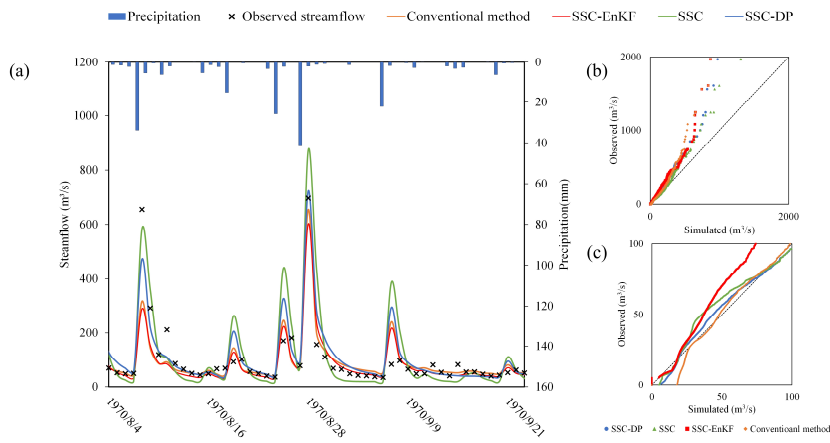 Precipitation
Observed streamflow
Conventional method
SSC-EnKF
SSC
SSC-DP
(a)
1200
1000
800
600
400
200
0
Streamflow (m³/s)
0
20
40
60
80
100
120
140
160
Precipitation(mm)
1970/8/4
1970/8/16
1970/8/28
1970/9/9
1970/9/21
(b)
2000
1000
0
Observed (m³/s)
0
2000
Simulated (m³/s)
(c)
100
50
0
Observed (m³/s)
0
50
100
Simulated (m³/s)
SSC-DP
SSC
SSC-EnKF
Conventioanl method